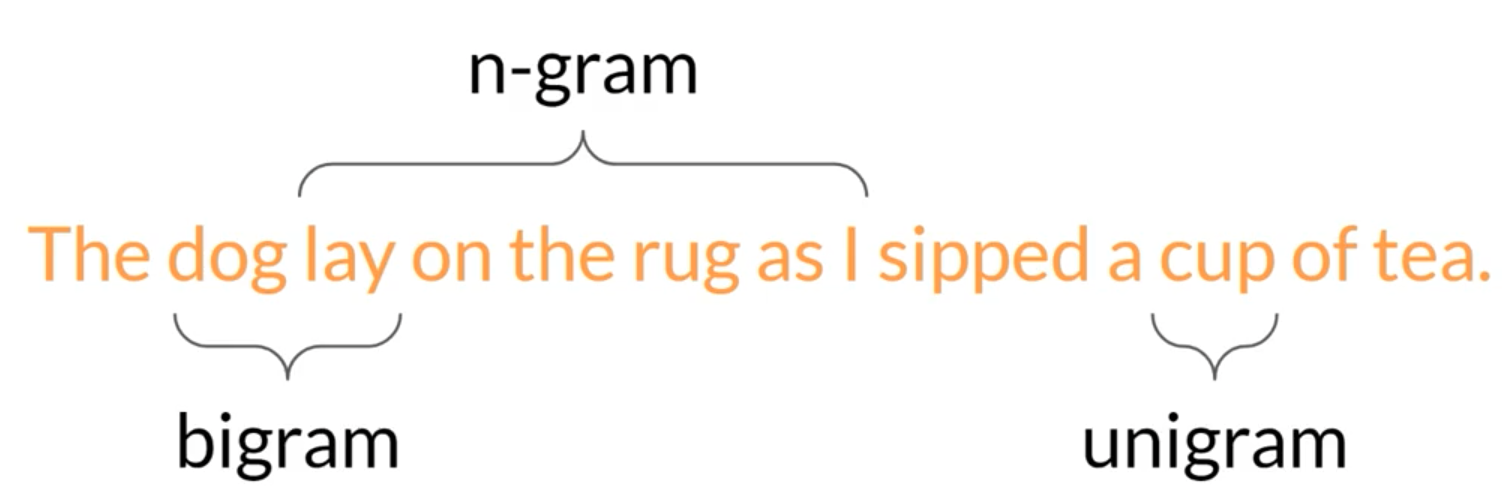 n-gram
The dog lay on the rug as I sipped a cup of tea.
bigram
unigram